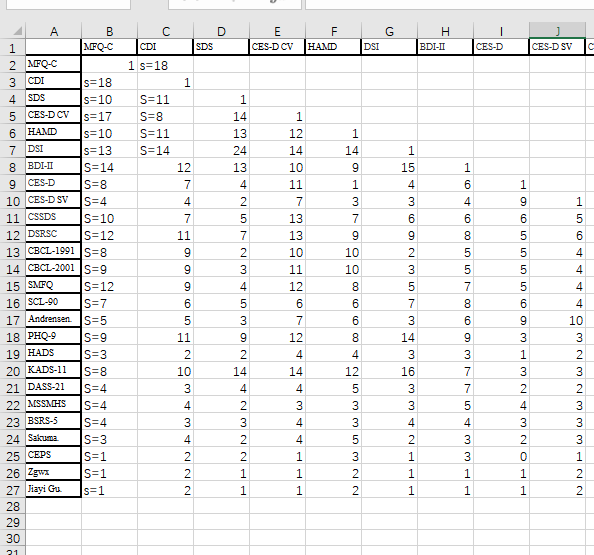 A B C D E F G H I J
1 MFQ-C CDI SDS CES-D CV HAMD DSI BDI-II CES-D CES-D SV C
2 MFQ-C 1 s=18
3 CDI s=18 1
4 SDS s=10 S=11 1
5 CES-D CV s=17 S=8 14 1
6 HAMD s=10 S=11 13 12 1
7 DSI s=13 S=14 24 14 14 1
8 BDI-II S=14 12 13 10 9 15 1
9 CES-D S=8 7 4 11 1 4 6 1
10 CES-D SV S=4 4 2 7 3 3 4 9 1
11 CSSDS S=10 7 5 13 7 6 6 6 5
12 DSRSC S=12 11 7 13 9 9 8 5 6
13 CBCL-1991 S=8 9 2 10 10 2 5 5 4
14 CBCL-2001 S=9 9 3 11 10 3 5 5 4
15 SMFQ S=12 9 4 12 8 5 7 5 4
16 SCL-90 S=7 6 5 6 6 7 8 6 4
17 Andrensen. S=5 5 3 7 6 3 6 9 10
18 PHQ-9 S=9 11 9 12 8 14 9 3 3
19 HADS S=3 2 2 4 4 3 3 1 2
20 KADS-11 S=8 10 14 14 12 16 7 3 3
21 DASS-21 S=4 3 4 4 5 3 7 2 2
22 MSSMHS S=4 4 2 3 3 3 5 4 3
23 BSRS-5 S=4 3 3 4 3 4 4 3 3
24 Sakuma. S=3 4 2 4 5 2 3 2 3
25 CEPS S=1 2 2 1 3 1 3 0 1
26 Zgwx S=1 2 1 1 2 1 1 1 2
27 Jiayi Gu. s=1 2 1 1 2 1 1 1 2
28
29
30
31